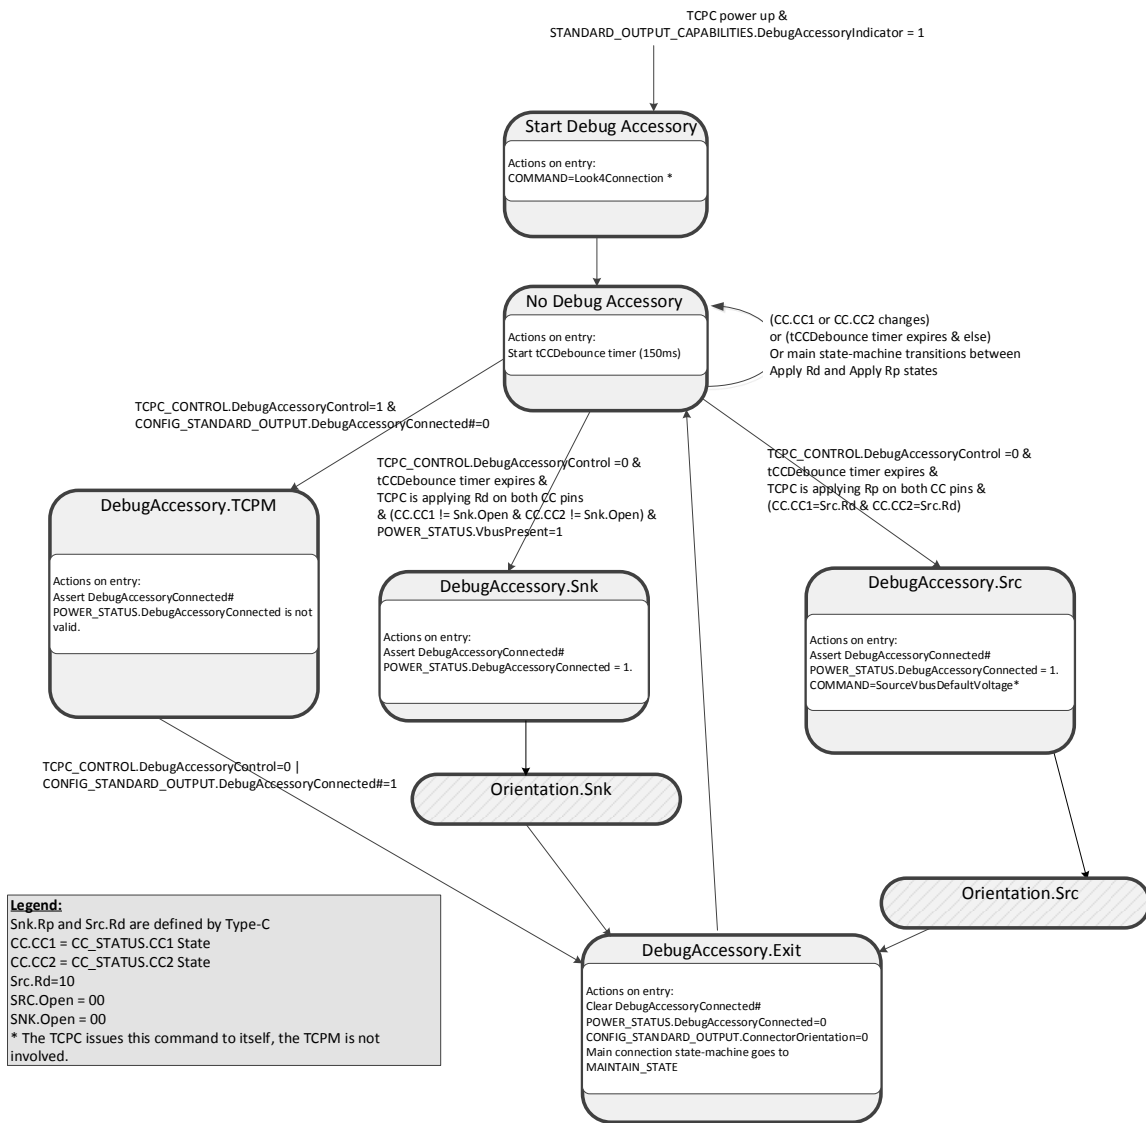 TCPC power up &
STANDARD_OUTPUT_CAPABILITIES.DebugAccessoryIndicator = 1
Start Debug Accessory
Actions on entry:
COMMAND=Look4Connection *
No Debug Accessory
Actions on entry:
Start tCCDebounce timer (150ms)
(CC.CC1 or CC.CC2 changes)
or (tCCDebounce timer expires & else)
Or main state-machine transitions between
Apply Rd and Apply Rp states
TCPC_CONTROL.DebugAccessoryControl=1 &
CONFIG_STANDARD_OUTPUT.DebugAccessoryConnected#=0
TCPC_CONTROL.DebugAccessoryControl =0 &
tCCDebounce timer expires &
TCPC is applying Rd on both CC pins
& (CC.CC1 != Snk.Open & CC.CC2 != Snk.Open) &
POWER_STATUS.VbusPresent=1
TCPC_CONTROL.DebugAccessoryControl =0 &
tCCDebounce timer expires &
TCPC is applying Rp on both CC pins &
(CC.CC1=Src.Rd & CC.CC2=Src.Rd)
DebugAccessory.TCPM
Actions on entry:
Assert DebugAccessoryConnected#
POWER_STATUS.DebugAccessoryConnected is not
valid.
DebugAccessory.Snk
Actions on entry:
Assert DebugAccessoryConnected#
POWER_STATUS.DebugAccessoryConnected = 1.
DebugAccessory.Src
Actions on entry:
Assert DebugAccessoryConnected#
POWER_STATUS.DebugAccessoryConnected = 1.
COMMAND=SourceVbusDefaultVoltage*
TCPC_CONTROL.DebugAccessoryControl=0 |
CONFIG_STANDARD_OUTPUT.DebugAccessoryConnected#=1
Orientation.Snk
Orientation.Src
Legend:
Snk.Rp and Src.Rd are defined by Type-C
CC.CC1 = CC_STATUS.CC1 State
CC.CC2 = CC_STATUS.CC2 State
Src.Rd=10
SRC.Open = 00
SNK.Open = 00
* The TCPC issues this command to itself, the TCPM is not
involved.
DebugAccessory.Exit
Actions on entry:
Clear DebugAccessoryConnected#
POWER_STATUS.DebugAccessoryConnected=0
CONFIG_STANDARD_OUTPUT.ConnectorOrientation=0
Main connection state-machine goes to
MAINTAIN_STATE